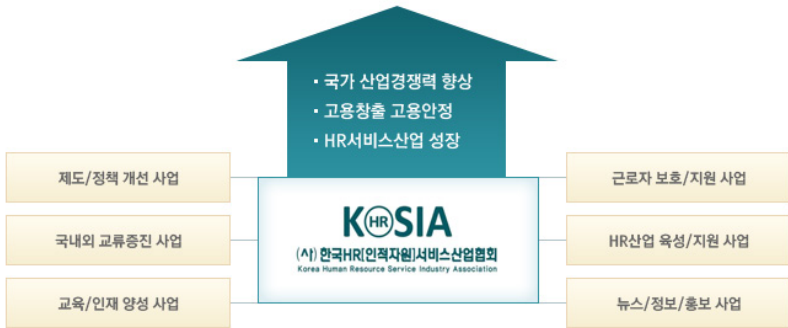 · 국가 산업경쟁력 향상
· 고용창출 고용안정
· HR서비스산업 성장
제도/정책 개선 사업
국내외 교류증진 사업
교육/인재 양성 사업
KHRSIA
(사) 한국HR[인적자원]서비스산업협회
Korea Human Resource Service Industry Association
근로자 보호/지원 사업
HR산업 육성/지원 사업
뉴스/정보/홍보 사업